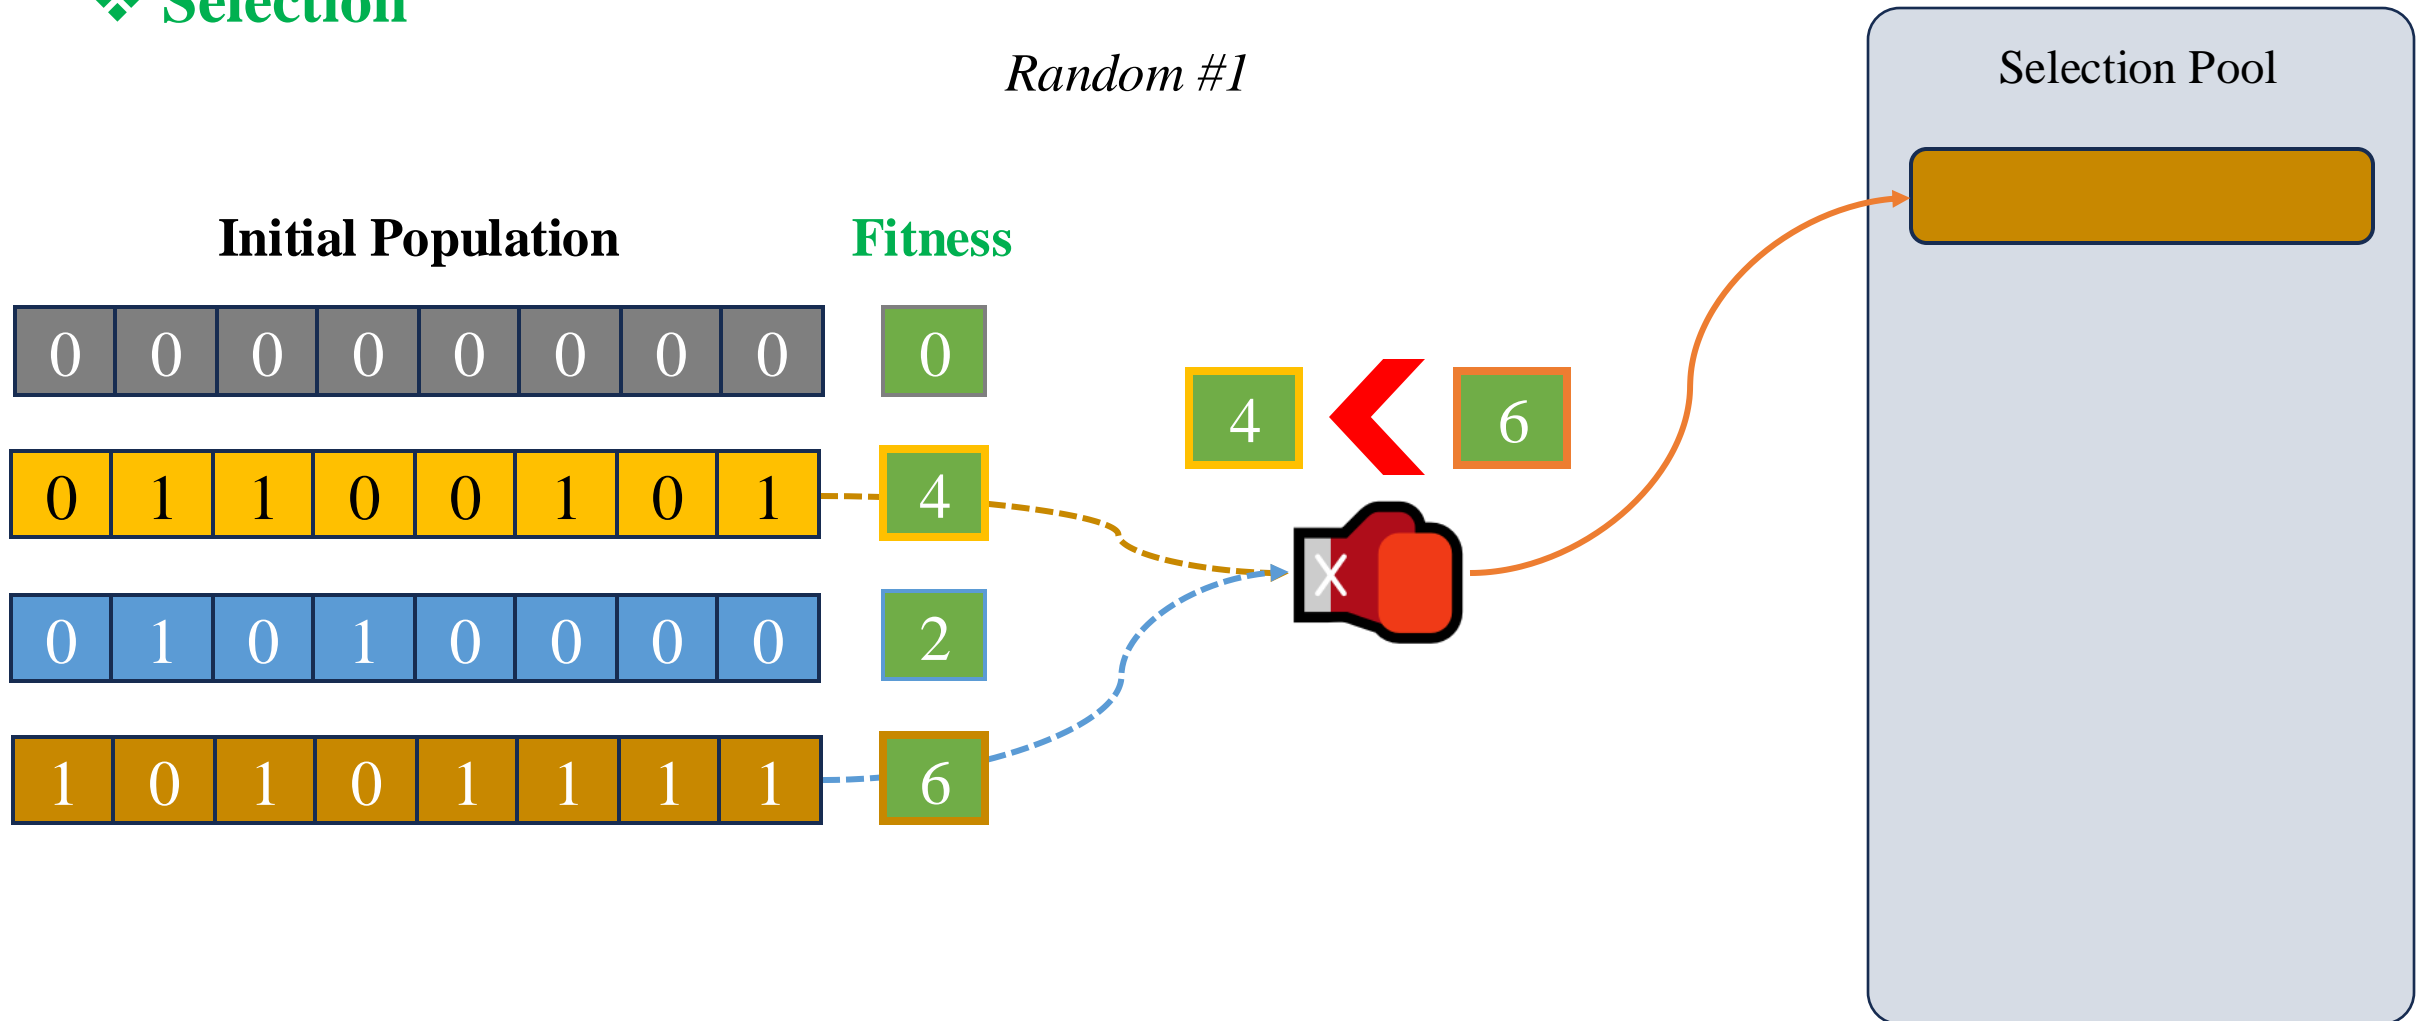 Selection
Random #1
Selection Pool
Initial Population Fitness
0 0 0 0 0 0 0 0 0
4 6
0 1 1 0 0 1 0 1 4
X
0 1 0 1 0 0 0 0 2
1 0 1 0 1 1 1 1 6